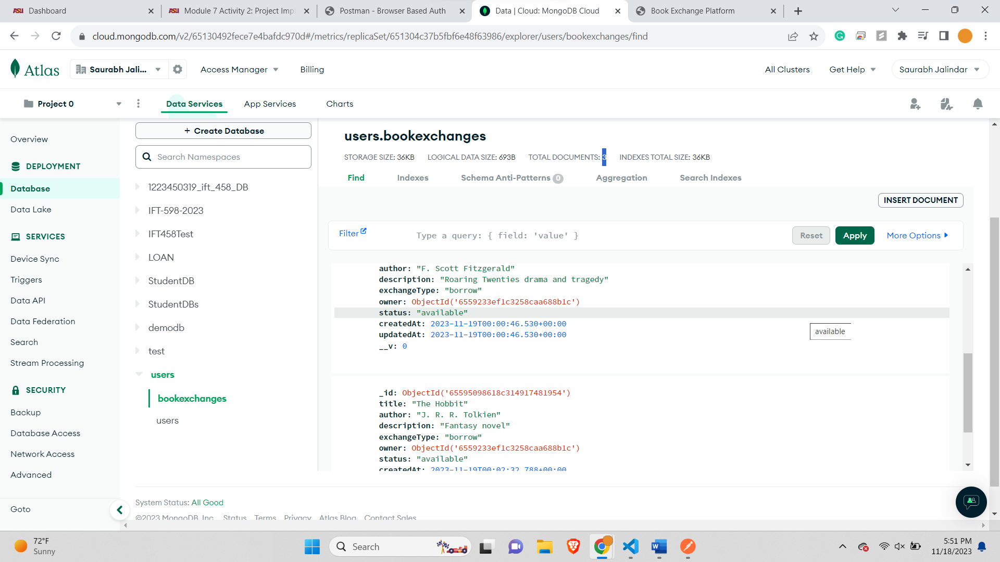 Dashboard
Module 7 Activity 2: Project Impl
Postman - Browser Based Auth
Data | Cloud: MongoDB Cloud
Book Exchange Platform
cloud.mongodb.com/v2/65130492fece7e4bafdc970d#/metrics/replicaSet/651304c37b5fbf6e48f63986/explorer/users/bookexchanges/find
Atlas
Saurabh Jali...
Access Manager
Billing
All Clusters
Get Help
Saurabh Jalindar
Project 0
Data Services
App Services
Charts
Overview
DEPLOYMENT
Database
Data Lake
SERVICES
Device Sync
Triggers
Data API
Data Federation
Search
Stream Processing
SECURITY
Backup
Database Access
Network Access
Advanced
Goto
+ Create Database
Search Namespaces
1223450319_ift_458_DB
IFT-598-2023
IFT458Test
LOAN
StudentDB
StudentDBs
demodb
test
users
bookexchanges
users
users.bookexchanges
STORAGE SIZE: 36KB LOGICAL DATA SIZE: 693B TOTAL DOCUMENTS: 3 INDEXES TOTAL SIZE: 36KB
Find
Indexes
Schema Anti-Patterns 0
Aggregation
Search Indexes
INSERT DOCUMENT
Filter
Type a query: { field: 'value' }
Reset
Apply
More Options
author: "F. Scott Fitzgerald"
description: "Roaring Twenties drama and tragedy"
exchangeType: "borrow"
owner: ObjectId('6559233ef1c3258caa688b1c')
status: "available"
createdAt: 2023-11-19T00:00:46.530+00:00
updatedAt: 2023-11-19T00:00:46.530+00:00
__v: 0
available
_id: ObjectId('65595098618c314917481954')
title: "The Hobbit"
author: "J. R. R. Tolkien"
description: "Fantasy novel"
exchangeType: "borrow"
owner: ObjectId('6559233ef1c3258caa688b1c')
status: "available"
createdAt: 2023-11-19T00:02:32.788+00:00
System Status: All Good
©2023 MongoDB, Inc. Status Terms Privacy Atlas Blog Contact Sales
72°F
Sunny
Search
5:51 PM
11/18/2023